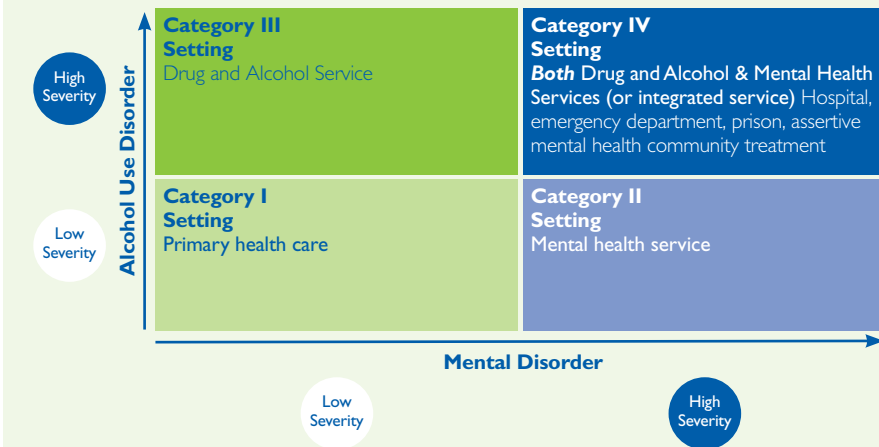 Category III
Setting
Drug and Alcohol Service
Category IV
Setting
Both Drug and Alcohol & Mental Health
Services (or integrated service) Hospital,
emergency department, prison, assertive
mental health community treatment
High
Severity
Alcohol Use Disorder
Low
Severity
Category I
Setting
Primary health care
Category II
Setting
Mental health service
Mental Disorder
Low
Severity
High
Severity